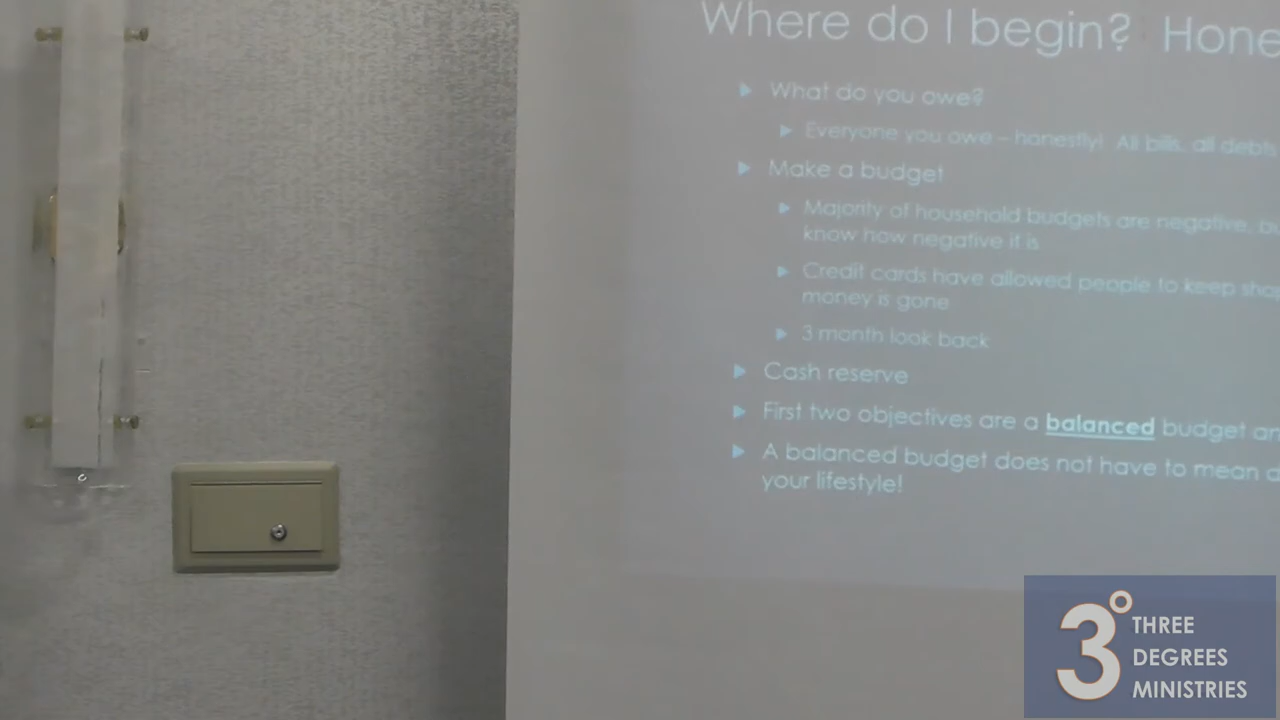 Where do I begin? Hone
What do you owe?
Everyone you owe – honestly! All bills, all debts
Make a budget
Majority of household budgets are negative, bu
know how negative it is
Credit cards have allowed people to keep sho
money is gone
3 month look back
Cash reserve
First two objectives are a balanced budget an
A balanced budget does not have to mean a
your lifestyle!
3° THREE
DEGREES
MINISTRIES